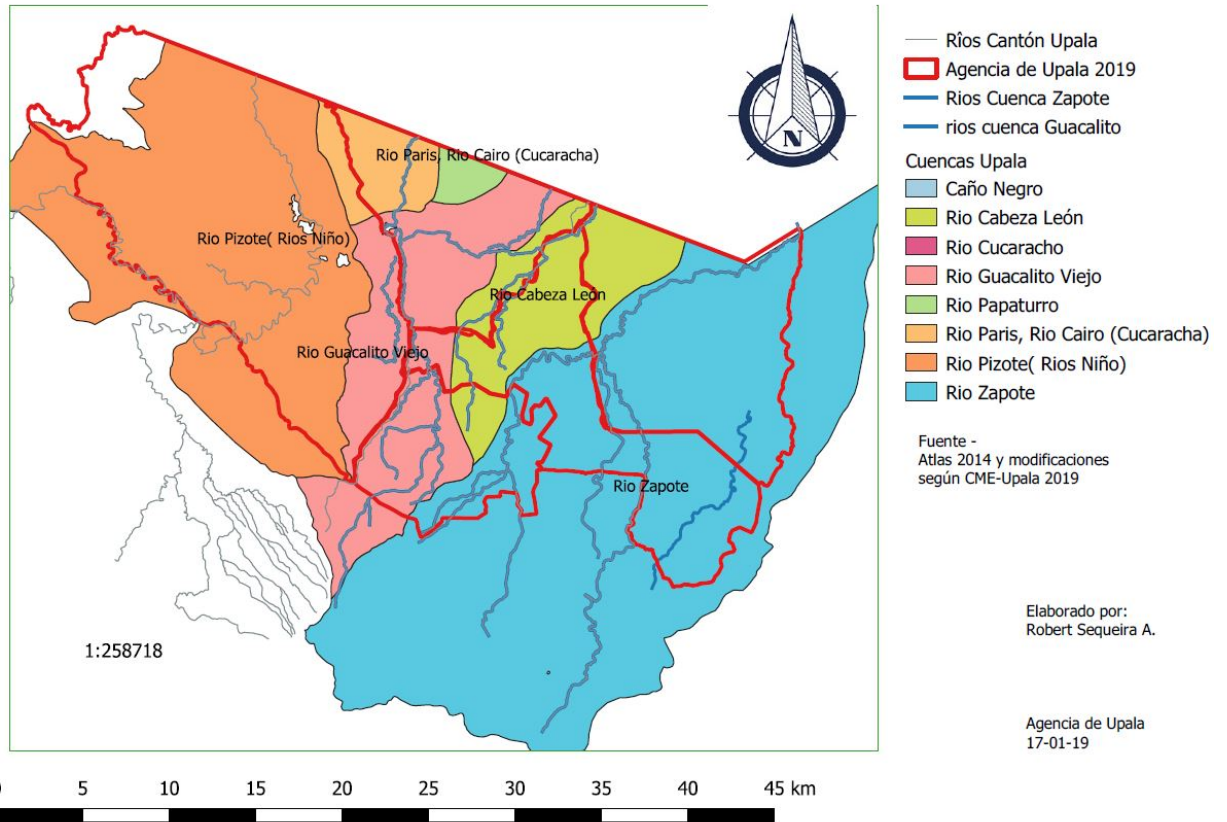 Rîos Cantón Upala
Agencia de Upala 2019
Rios Cuenca Zapote
rios cuenca Guacalito
Cuencas Upala
Caño Negro
Rio Cabeza León
Rio Cucaracho
Rio Guacalito Viejo
Rio Papaturro
Rio Paris, Rio Cairo (Cucaracha)
Rio Pizote( Rios Niño)
Rio Zapote
Fuente -
Atlas 2014 y modificaciones
según CME-Upala 2019
Elaborado por:
Robert Sequeira A.
Agencia de Upala
17-01-19
N
Rio Paris, Rio Cairo (Cucaracha)
Rio Pizote( Rios Niño)
Rio Cabeza León
Rio Guacalito Viejo
Rio Zapote
1:258718
5 10 15 20 25 30 35 40 45 km